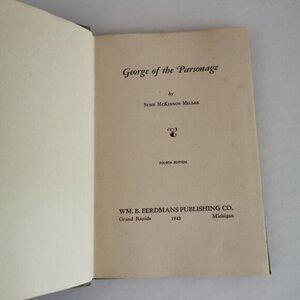 George of the Parsonage
by
SUSIE MCKINNON MILLAR
FOURTH EDITION
WM. B. EERDMANS PUBLISHING CO.
Grand Rapids 1943 Michigan